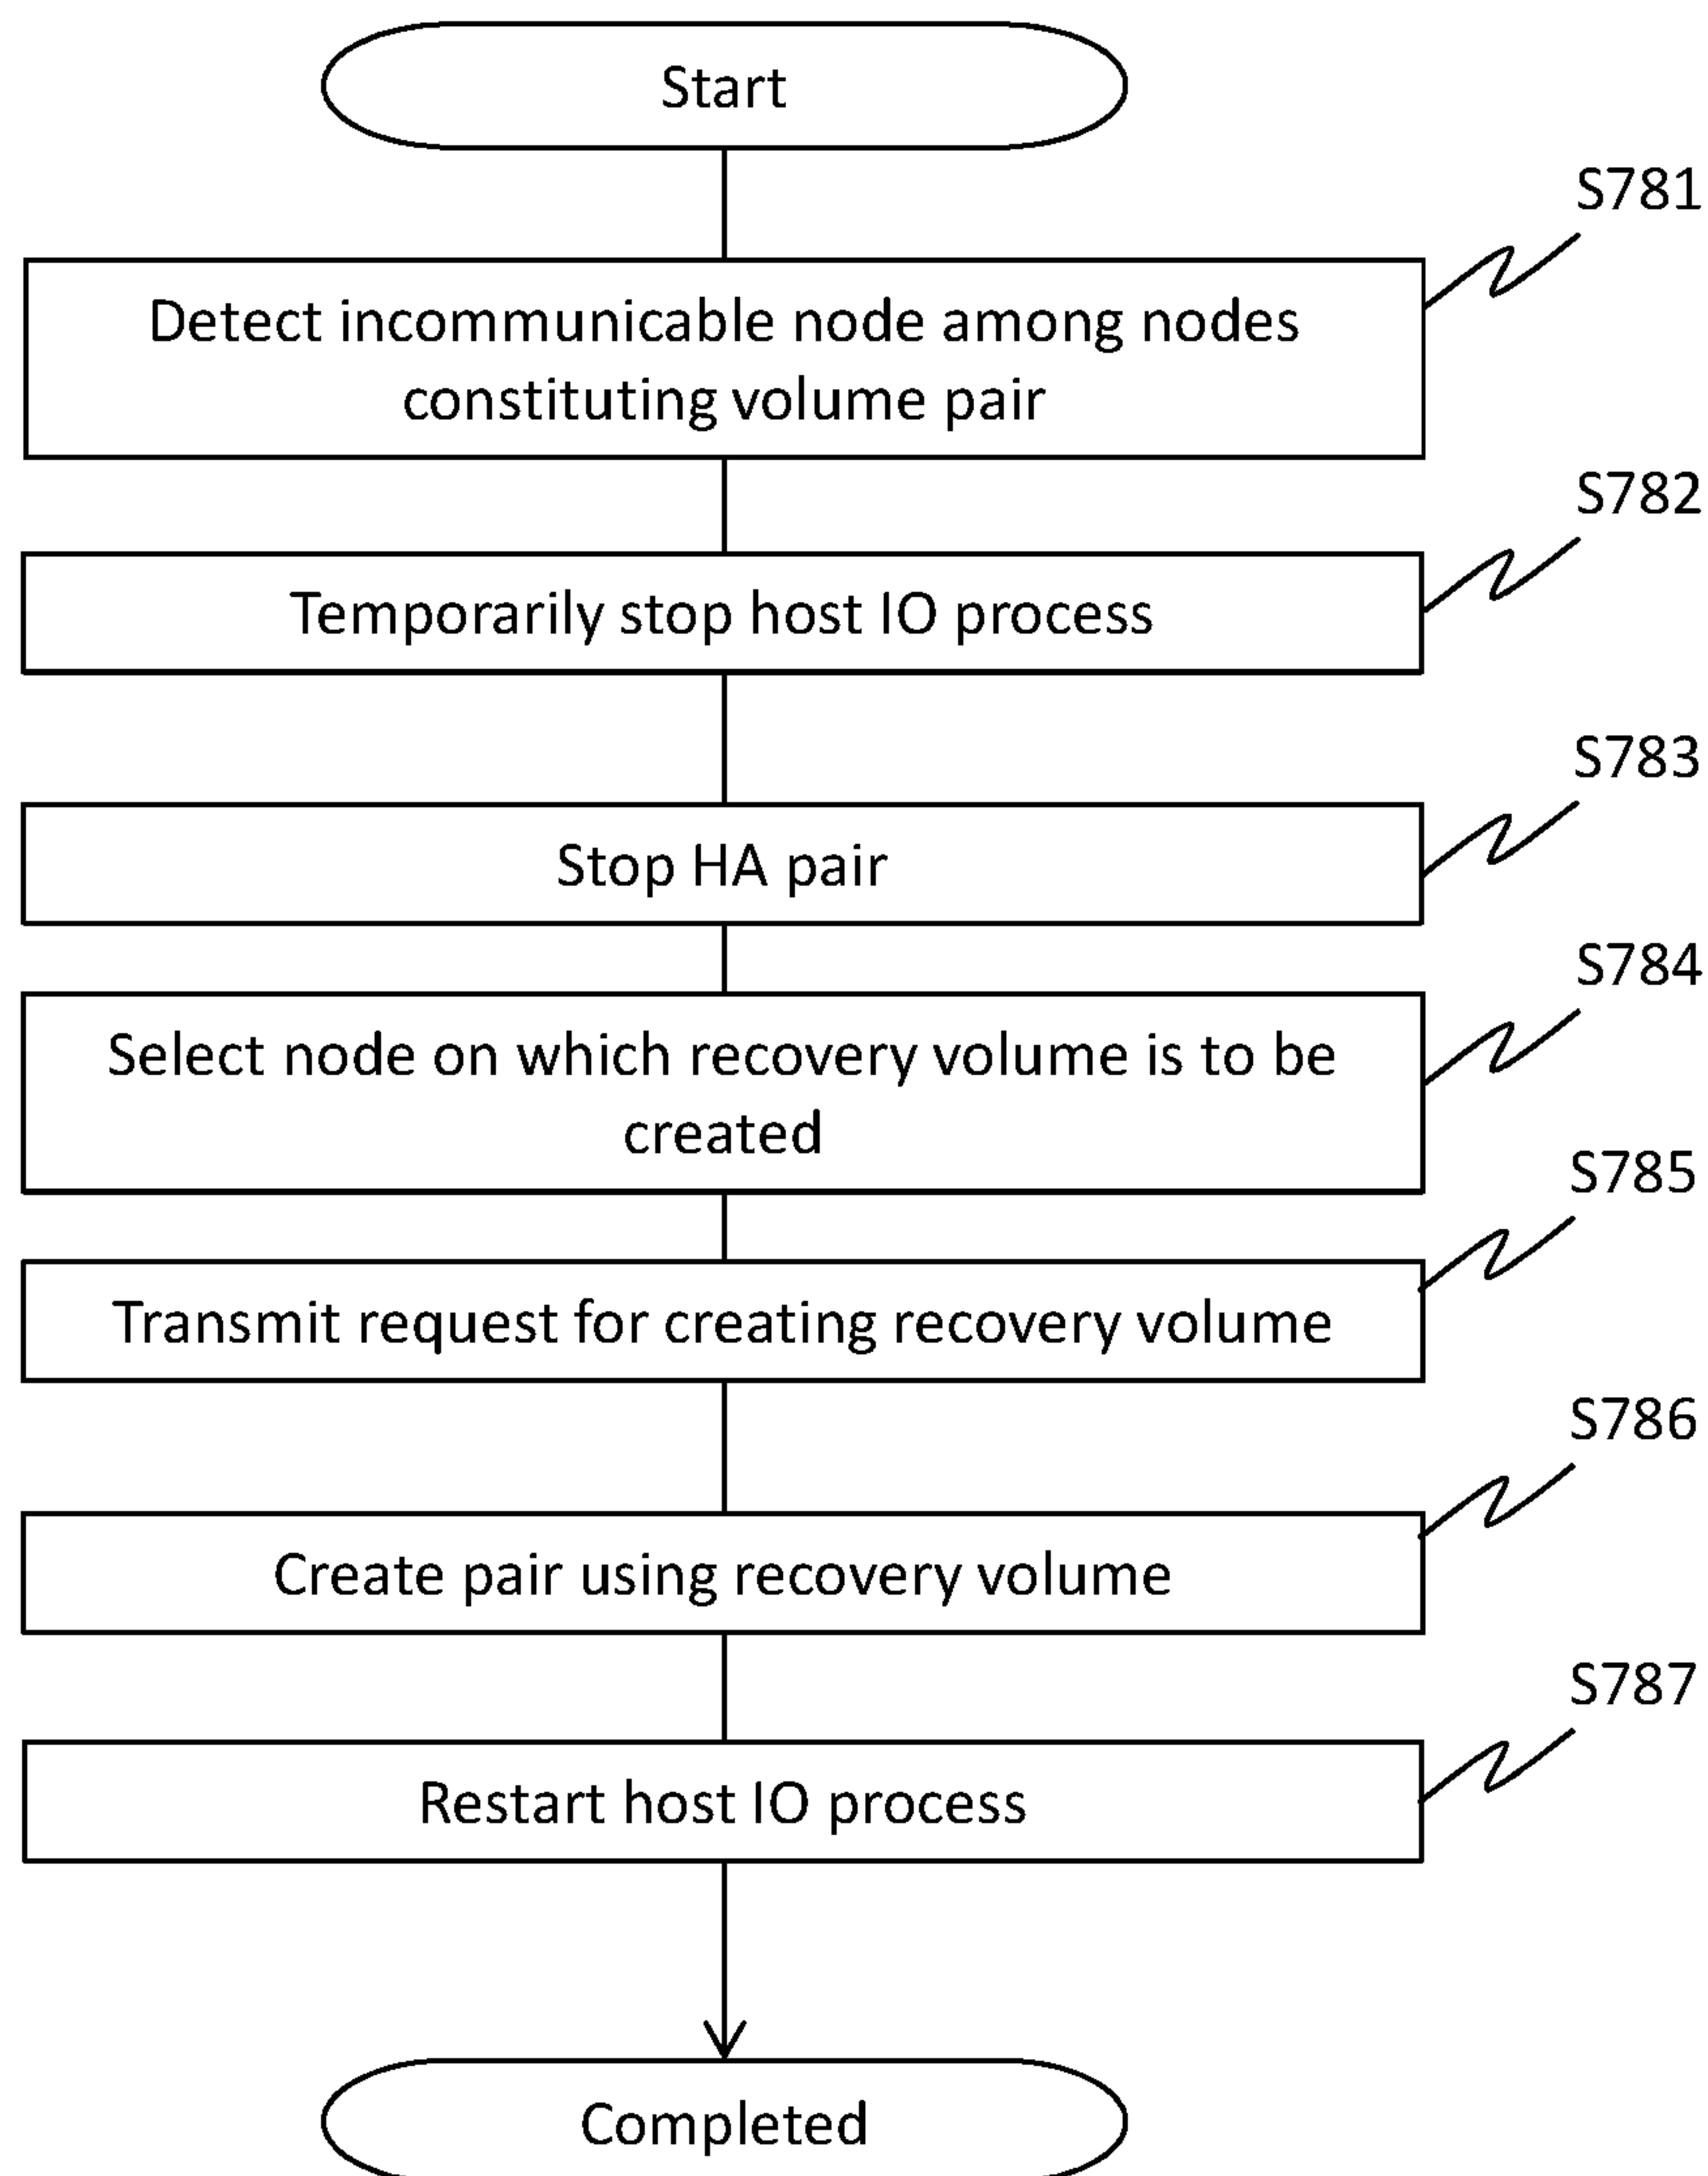 Start
S781
Detect incommunicable node among nodes
constituting volume pair
S782
Temporarily stop host IO process
S783
Stop HA pair
S784
Select node on which recovery volume is to be
created
S785
Transmit request for creating recovery volume
S786
Create pair using recovery volume
S787
Restart host IO process
Completed